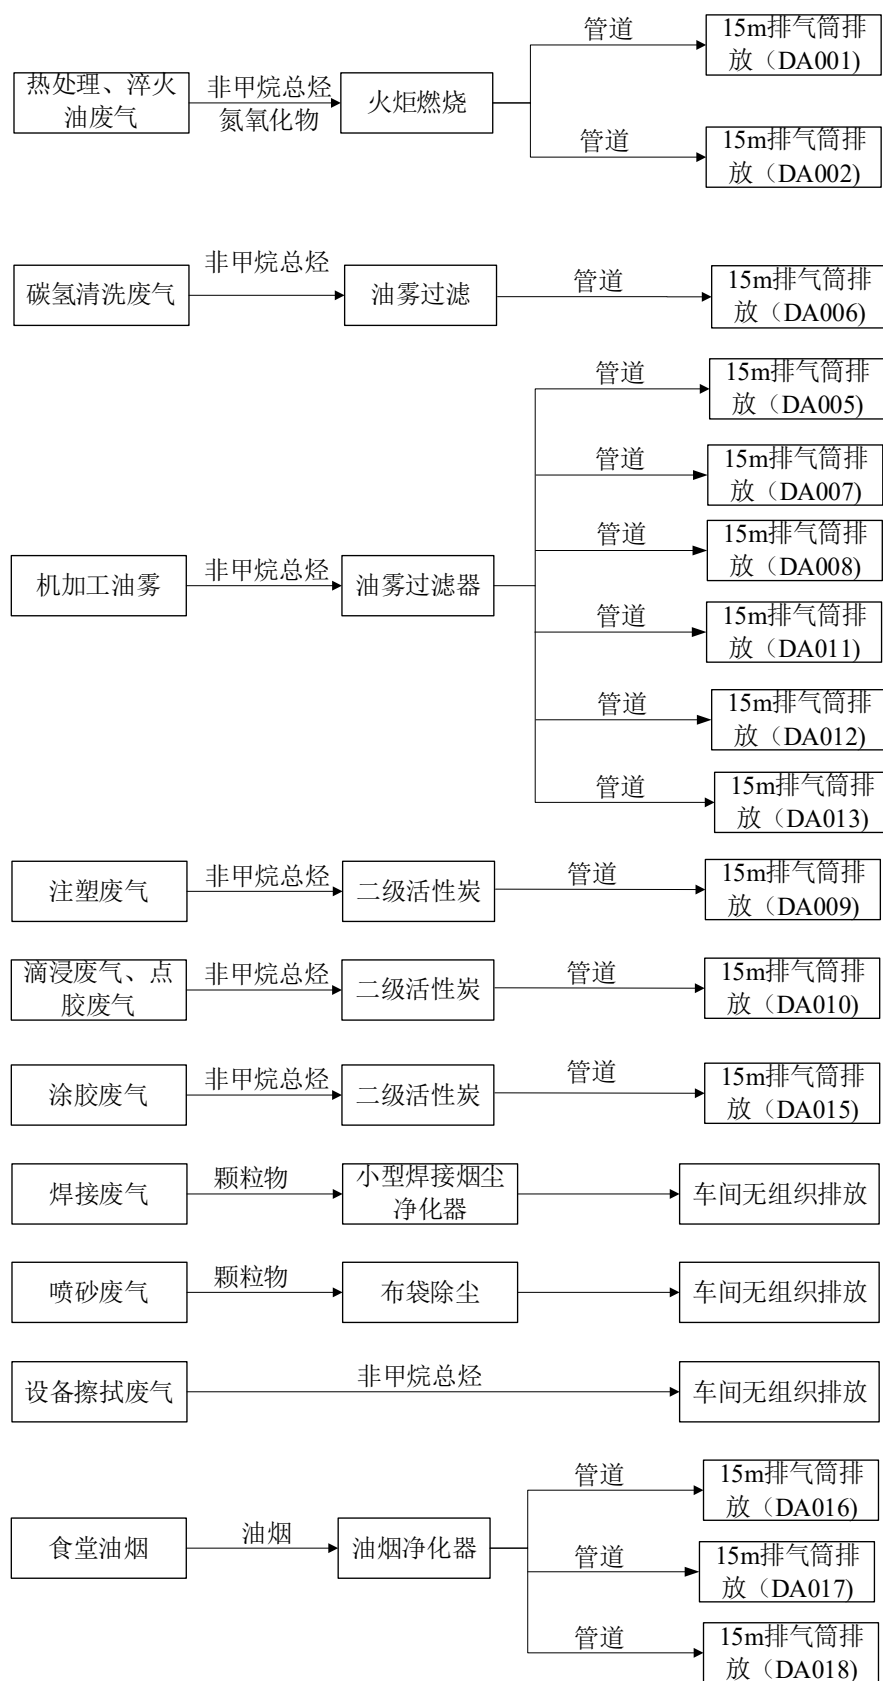 热处理、淬火
油废气
非甲烷总烃
氮氧化物
火炬燃烧
管道
15m排气筒排
放（DA001)
管道
15m排气筒排
放（DA002)
碳氢清洗废气
非甲烷总烃
油雾过滤
管道
15m排气筒排
放（DA006)
机加工油雾
非甲烷总烃
油雾过滤器
管道
15m排气筒排
放（DA005)
管道
15m排气筒排
放（DA007)
管道
15m排气筒排
放（DA008)
管道
15m排气筒排
放（DA011)
管道
15m排气筒排
放（DA012)
管道
15m排气筒排
放（DA013)
注塑废气
非甲烷总烃
二级活性炭
管道
15m排气筒排
放（DA009)
滴浸废气、点
胶废气
非甲烷总烃
二级活性炭
管道
15m排气筒排
放（DA010)
涂胶废气
非甲烷总烃
二级活性炭
管道
15m排气筒排
放（DA015)
焊接废气
颗粒物
小型焊接烟尘
净化器
车间无组织排放
喷砂废气
颗粒物
布袋除尘
车间无组织排放
设备擦拭废气
非甲烷总烃
车间无组织排放
食堂油烟
油烟
油烟净化器
管道
15m排气筒排
放（DA016)
管道
15m排气筒排
放（DA017)
管道
15m排气筒排
放（DA018)